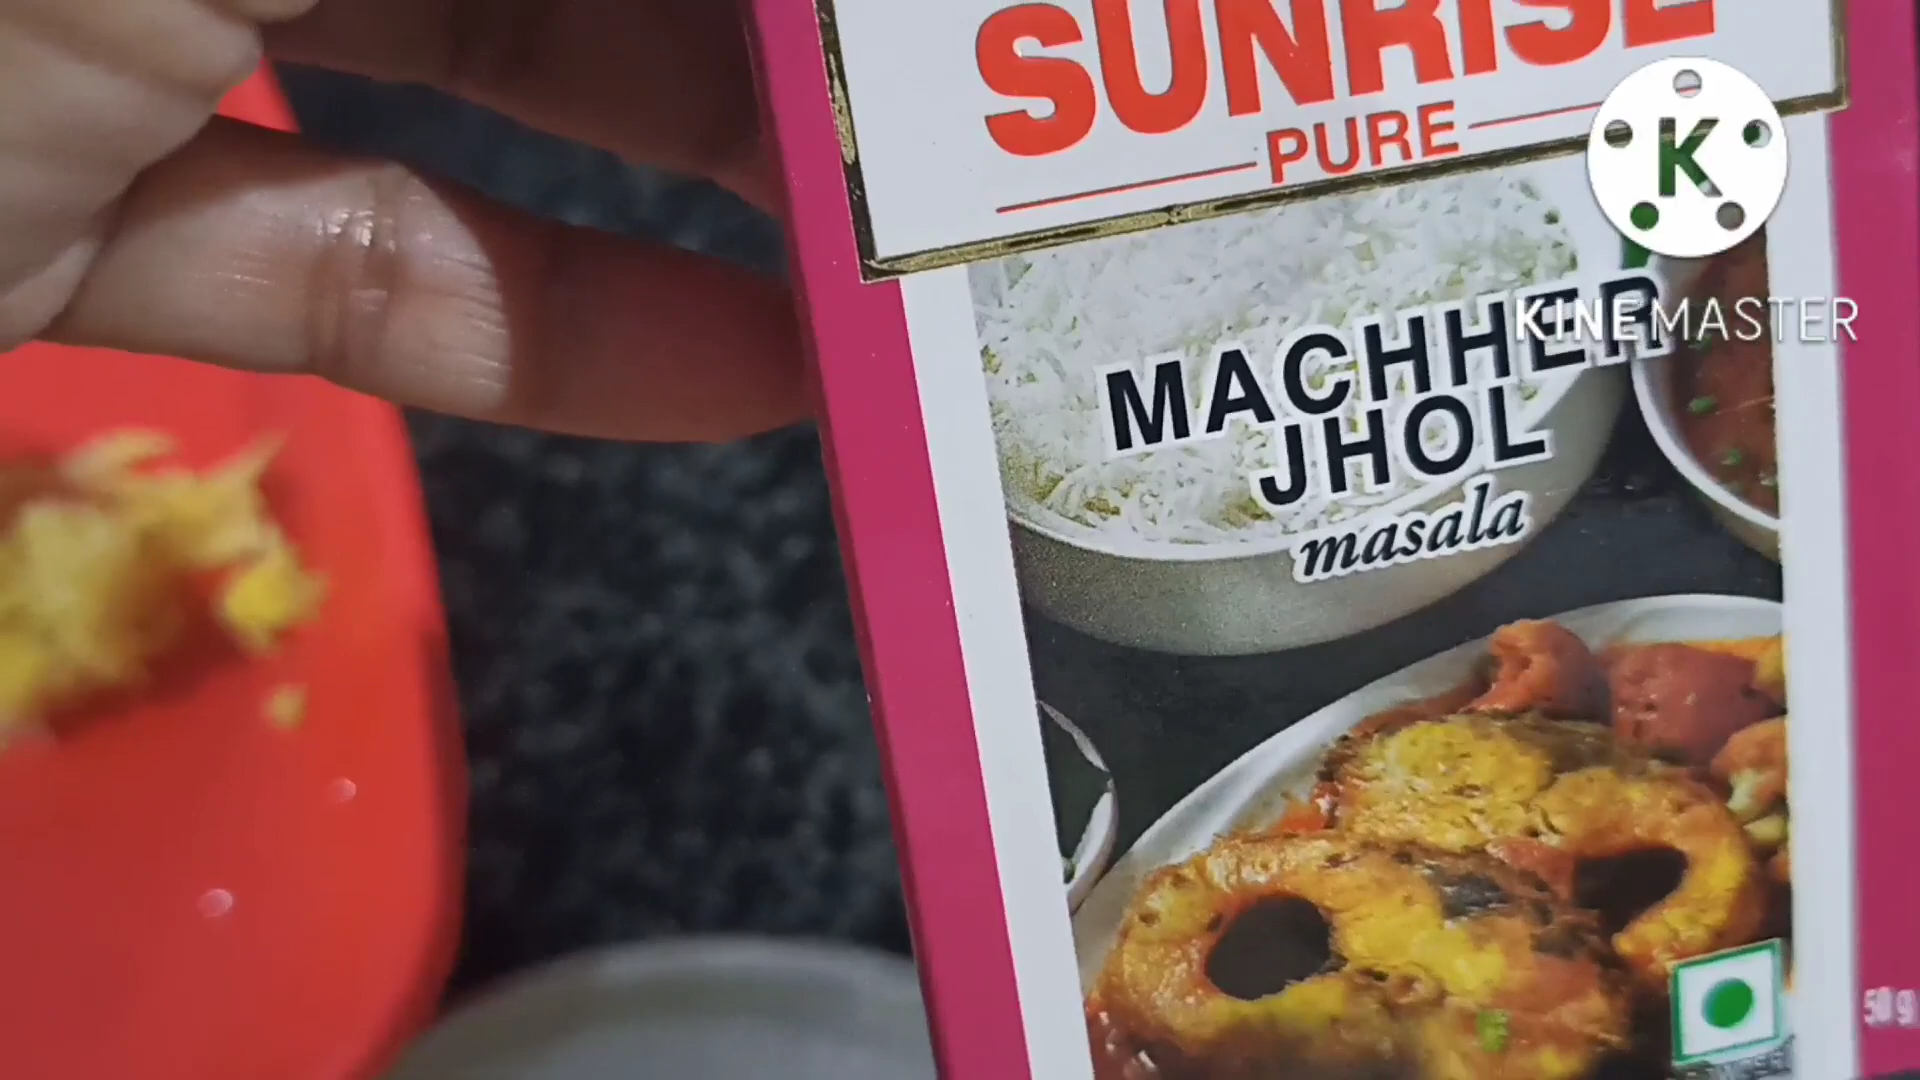 SUNRISE
PURE
K
KINEMASTER
MACHHER
JHOL
masala
50 g